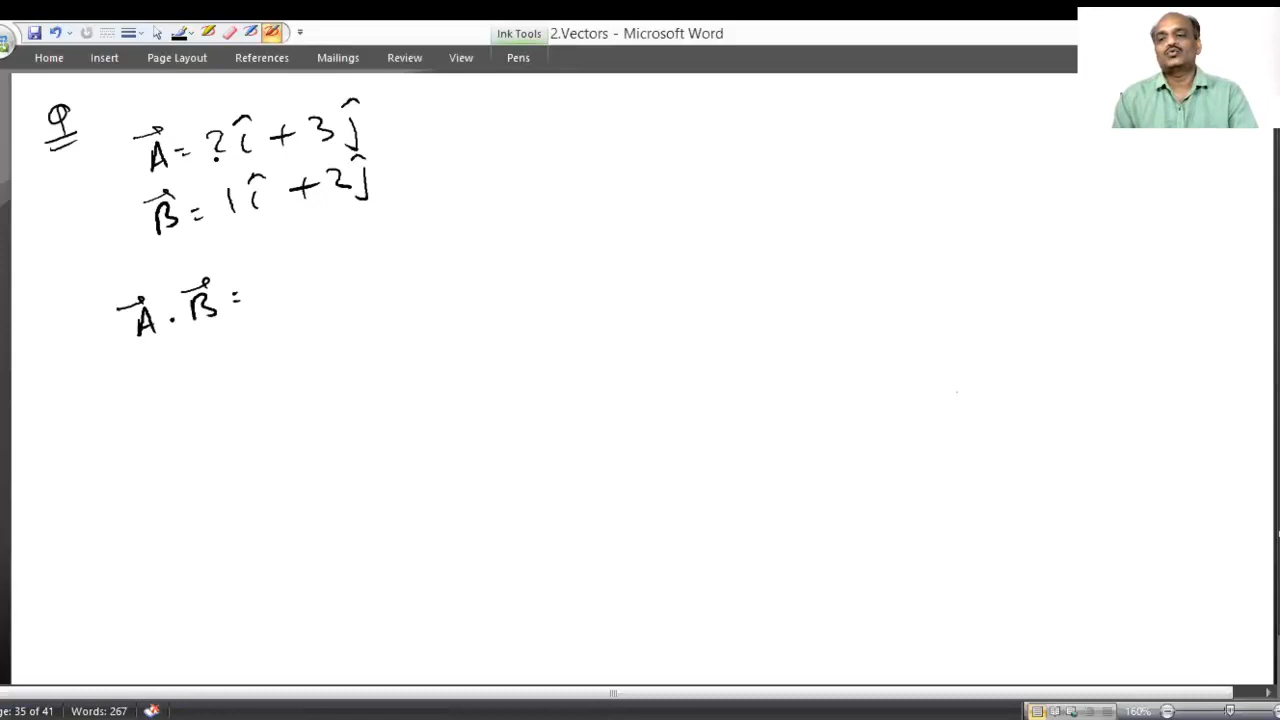 Ink Tools 2.Vectors - Microsoft Word
Home Insert Page Layout References Mailings Review View Pens
Q
A⃗ = 2î + 3ĵ
B⃗ = 1î + 2ĵ
A⃗ . B⃗ =
ge: 35 of 41 Words: 267 160%